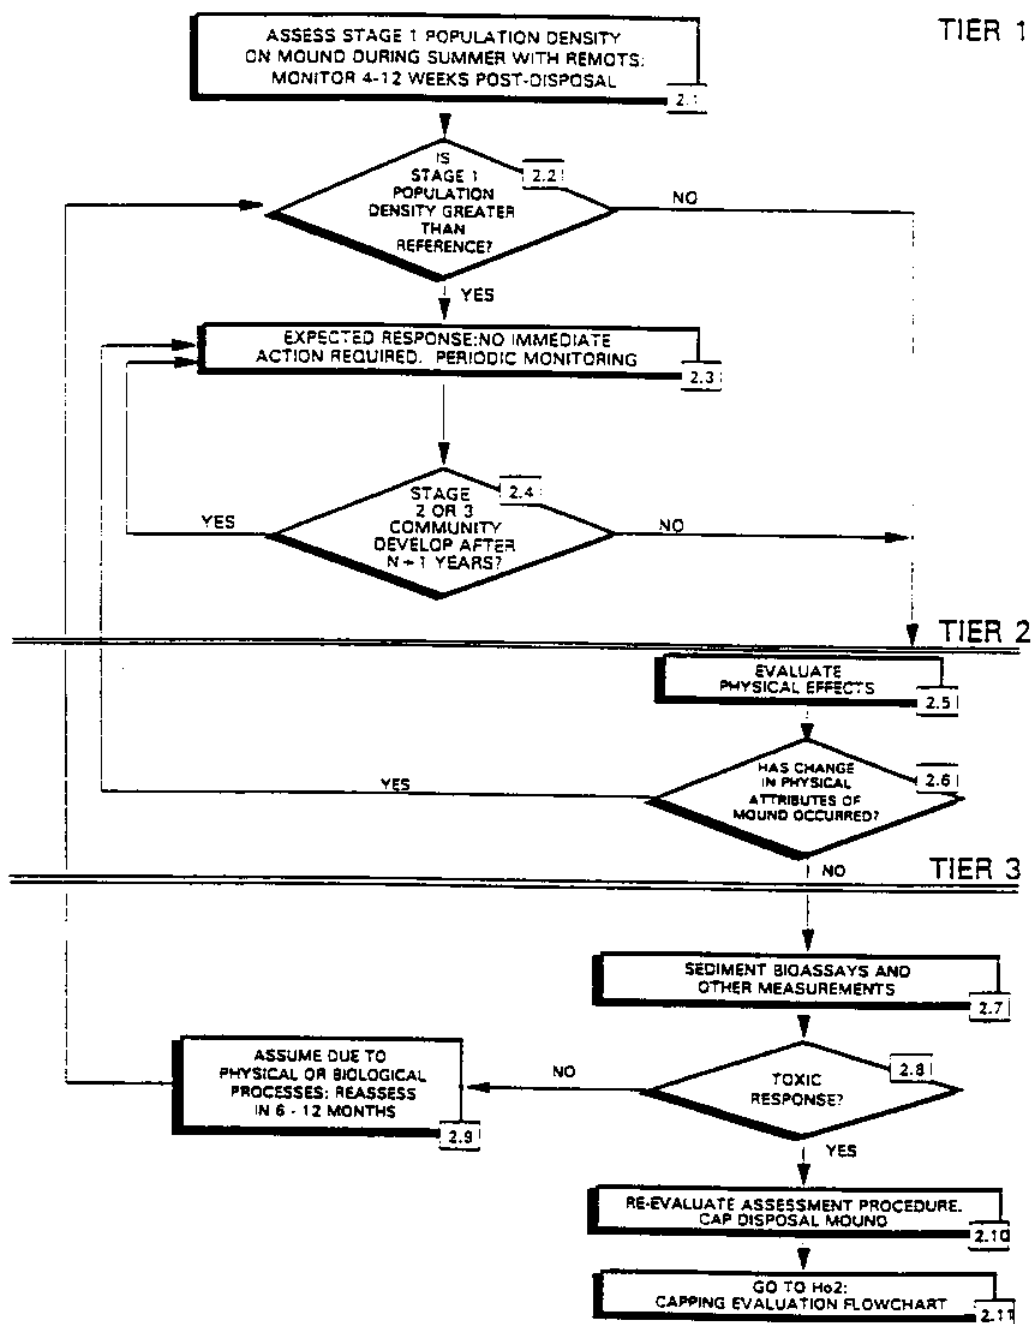 TIER 1
ASSESS STAGE 1 POPULATION DENSITY
ON MOUND DURING SUMMER WITH REMOTS:
MONITOR 4-12 WEEKS POST-DISPOSAL
2.1
IS
STAGE 1
POPULATION
DENSITY GREATER
THAN
REFERENCE?
2.2
NO
YES
EXPECTED RESPONSE:NO IMMEDIATE
ACTION REQUIRED. PERIODIC MONITORING
2.3
STAGE
2 OR 3
COMMUNITY
DEVELOP AFTER
N + 1 YEARS?
2.4
YES
NO
TIER 2
EVALUATE
PHYSICAL EFFECTS
2.5
HAS CHANGE
IN PHYSICAL
ATTRIBUTES OF
MOUND OCCURRED?
2.6
YES
NO
TIER 3
SEDIMENT BIOASSAYS AND
OTHER MEASUREMENTS
2.7
TOXIC
RESPONSE?
2.8
NO
ASSUME DUE TO
PHYSICAL OR BIOLOGICAL
PROCESSES: REASSESS
IN 6 - 12 MONTHS
2.9
YES
RE-EVALUATE ASSESSMENT PROCEDURE.
CAP DISPOSAL MOUND
2.10
GO TO Ho2:
CAPPING EVALUATION FLOWCHART
2.11